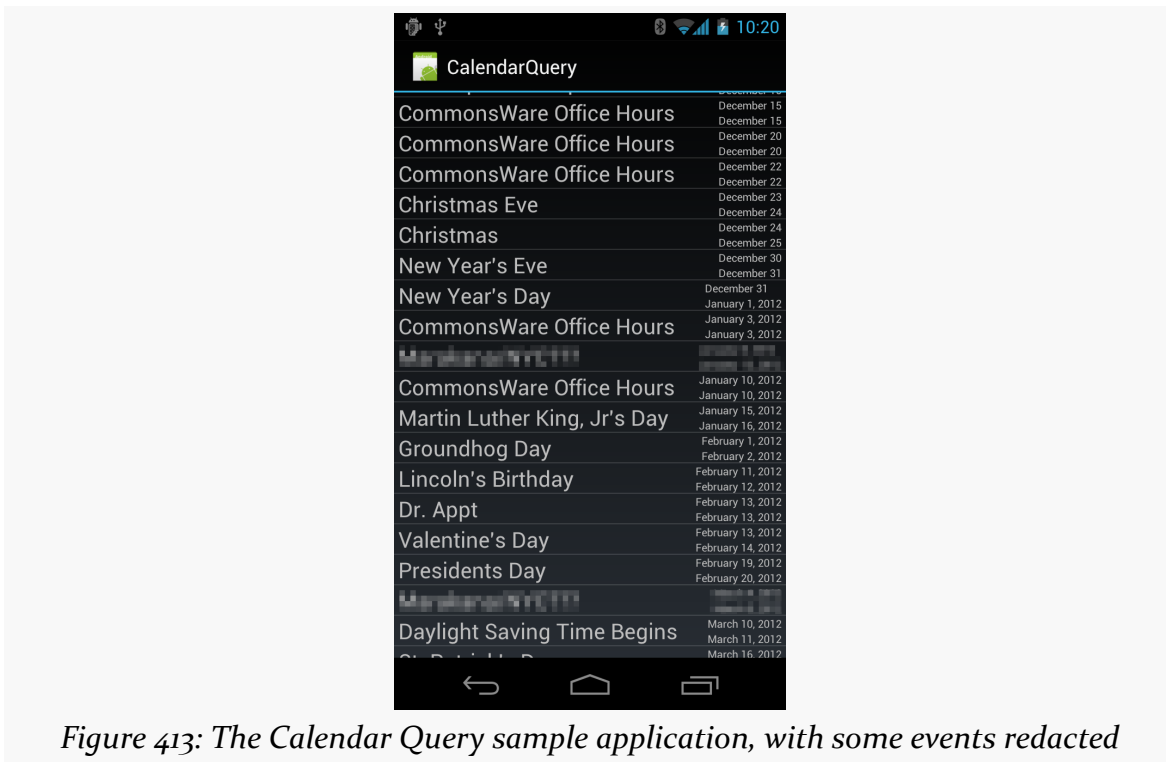 10:20
CalendarQuery
CommonsWare Office Hours
December 15
December 15
CommonsWare Office Hours
December 20
December 20
CommonsWare Office Hours
December 22
December 22
Christmas Eve
December 23
December 24
Christmas
December 24
December 25
New Year's Eve
December 30
December 31
New Year's Day
December 31
January 1, 2012
CommonsWare Office Hours
January 3, 2012
January 3, 2012
CommonsWare Office Hours
January 10, 2012
January 10, 2012
Martin Luther King, Jr's Day
January 15, 2012
January 16, 2012
Groundhog Day
February 1, 2012
February 2, 2012
Lincoln's Birthday
February 11, 2012
February 12, 2012
Dr. Appt
February 13, 2012
February 13, 2012
Valentine's Day
February 13, 2012
February 14, 2012
Presidents Day
February 19, 2012
February 20, 2012
Daylight Saving Time Begins
March 10, 2012
March 11, 2012
March 16, 2012
Figure 413: The Calendar Query sample application, with some events redacted